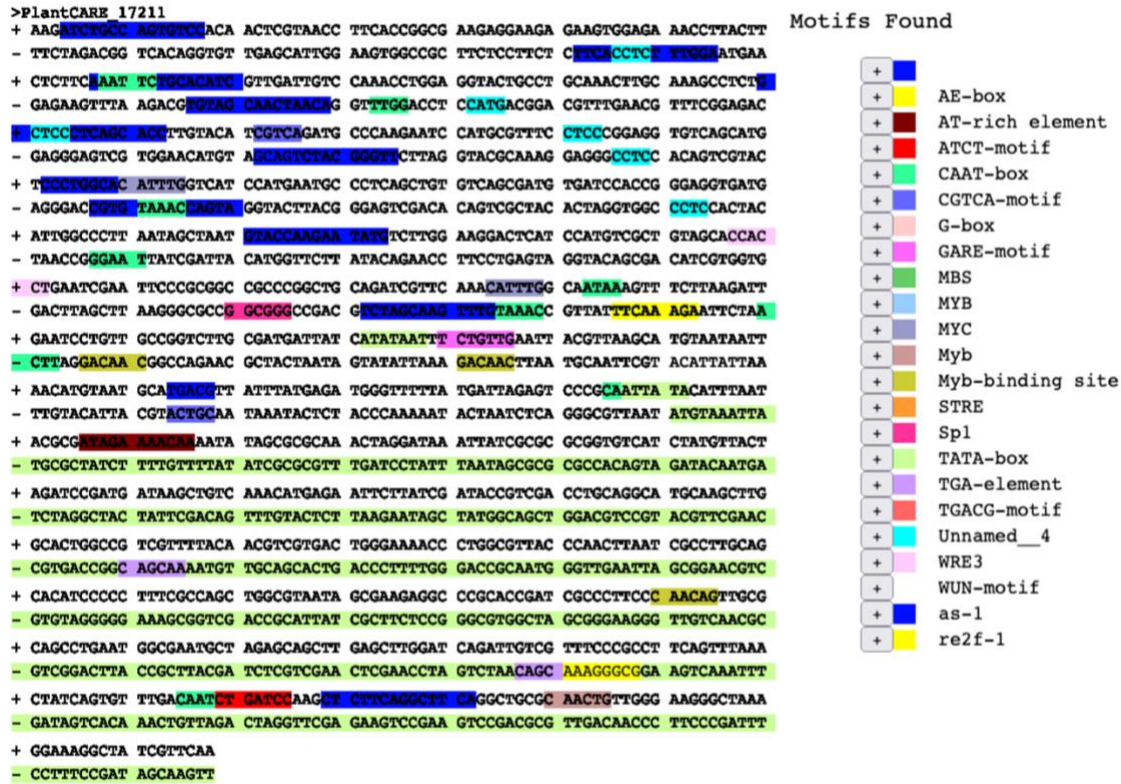 >PlantCARE_17211
+ AAGATCTGCC AGTGTCCACA ACTCGTAACC TTCACCGGCG AAGAGGAAGA GAAGTGGAGA AACCTTACTT
- TTCTAGACGG TCACAGGTGT TGAGCATTGG AAGTGGCCGC TTCTCCTTCT CTTCACCTCT TTGGAATGAA
+ CTCTTCAAAT TCTGCACATC GTTGATTGTC CAAACCTGGA GGTACTGCCT GCAAACTTGC AAAGCCTCTG
- GAGAAGTTTA AGACGTGTAG CAACTAACAG GTTTGGACCT CCATGACGGA CGTTTGAACG TTTCGGAGAC
+ CTCCCTCAGC ACCTTGTACA TCGTCAGATG CCCAAGAATC CATGCGTTTC CTCCCGGAGG TGTCAGCATG
- GAGGGAGTCG TGGAACATGT AGCAGTCTAC GGGTTCTTAG GTACGCAAAG GAGGGCCTCC ACAGTCGTAC
+ TCCCTGGCAC ATTTGGTCAT CCATGAATGC CCTCAGCTGT GTCAGCGATG TGATCCACCG GGAGGTGATG
- AGGGACCGTG TAAACCAGTA GGTACTTACG GGAGTCGACA CAGTCGCTAC ACTAGGTGGC CCTCCACTAC
+ ATTGGCCCTT AATAGCTAAT GTACCAAGAA TATGTCTTGG AAGGACTCAT CCATGTCGCT GTAGCACCAC
- TAACCGGGAA TTATCGATTA CATGGTTCTT ATACAGAACC TTCCTGAGTA GGTACAGCGA CATCGTGGTG
+ CTGAATCGAA TTCCCGCGGC CGCCCGGCTG CAGATCGTTC AAACATTTGG CAATAAAGTT TCTTAAGATT
- GACTTAGCTT AAGGGCGCCG GCGCGGGCCGAC GTCTAGCAAG TTTGTAAACC GTTATTTCAA AGAATTCTAA
+ GAATCCTGTT GCCGGTCTTG CGATGATTAT CATATAATTT CTGTTGAATT ACGTTAAGCA TGTAATAATT
- CTTAGGACAAC GGCCAGAACG CTACTAATA GTATATTAAA GACAACTTAA TGCAATTCGT ACATTATTAA
+ AACATGTAAT GCATGACGTT ATTTATGAGA TGGGTTTTTA TGATTAGAGT CCCGCAATTA TACATTTAAT
- TTGTACATTA CGTACTGCAA TAAATACTCT ACCCAAAAAT ACTAATCTCA GGGCGTTAAT ATGTAAATTA
+ ACGCGATAGA AAACAAAATA TAGCGCGCAA ACTAGGATAA ATTATCGCGC GCGGTGTCAT CTATGTTACT
- TGCGCTATCT TTTGTTTTAT ATCGCGCGTT TGATCCTATT TAATAGCGCG CGCCACAGTA GATACAATGA
+ AGATCCGATG ATAAGCTGTC AAACATGAGA ATTCTTATCG ATACCGTCGA CCTGCAGGCA TGCAAGCTTG
- TCTAGGCTAC TATTCGACAG TTTGTACTCT TAAGAATAGC TATGGCAGCT GGACGTCCGT ACGTTCGAAC
+ GCACTGGCCG TCGTTTTACA ACGTCGTGAC TGGGAAAACC CTGGCGTTAC CCAACTTAAT CGCCTTGCAG
- CGTGACCGGC AGCAAAATGT TGCAGCACTG ACCCTTTTGG GACCGCAATG GGTTGAATTA GCGGAACGTC
+ CACATCCCCC TTTCGCCAGC TGGCGTAATA GCGAAGAGGC CCGCACCGAT CGCCCTTCCC AACAGTTGCG
- GTGTAGGGGG AAAGCGGTCG ACCGCATTAT CGCTTCTCCG GGCGTGGCTA GCGGGAAGGG TTGTCAACGC
+ CAGCCTGAAT GGCGAATGCT AGAGCAGCTT GAGCTTGGAT CAGATTGTCG TTTCCCGCCT TCAGTTTAAA
- GTCGGACTTA CCGCTTACGA TCTCGTCGAA CTCGAACCTA GTCTAACAGC AAAGGGCGGA AGTCAAATTT
+ CTATCAGTGT TTGACAATCT GATCCAAGCT CTTCAGGCTT CAGGCTGCGC AACTGTTGGG AAGGGCTAAA
- GATAGTCACA AACTGTTAGA CTAGGTTCGA GAAGTCCGAA GTCCGACGCG TTGACAACCC TTCCCGATTT
+ GGAAAGGCTA TCGTTCAA
- CCTTTCCGAT AGCAAGTT
Motifs Found
+
+ AE-box
+ AT-rich element
+ ATCT-motif
+ CAAT-box
+ CGTCA-motif
+ G-box
+ GARE-motif
+ MBS
+ MYB
+ MYC
+ Myb
+ Myb-binding site
+ STRE
+ Sp1
+ TATA-box
+ TGA-element
+ TGACG-motif
+ Unnamed__4
+ WRE3
+ WUN-motif
+ as-1
+ re2f-1